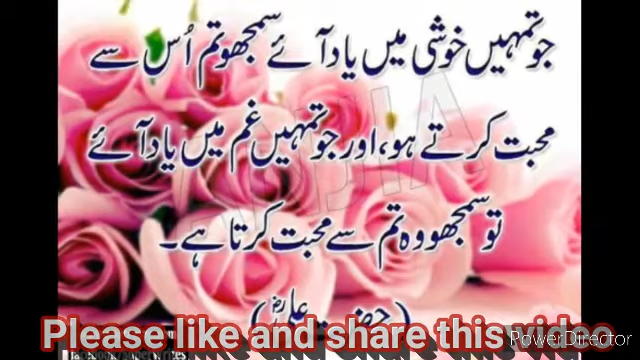 جو تمہیں خوشی میں یاد آئے سمجھو تم اُس سے
محبت کرتے ہو، اور جو تمہیں غم میں یاد آئے
تو سمجھو وہ تم سے محبت کرتا ہے۔
(حضرت علیؓ)
Please like and share this video
PowerDirector